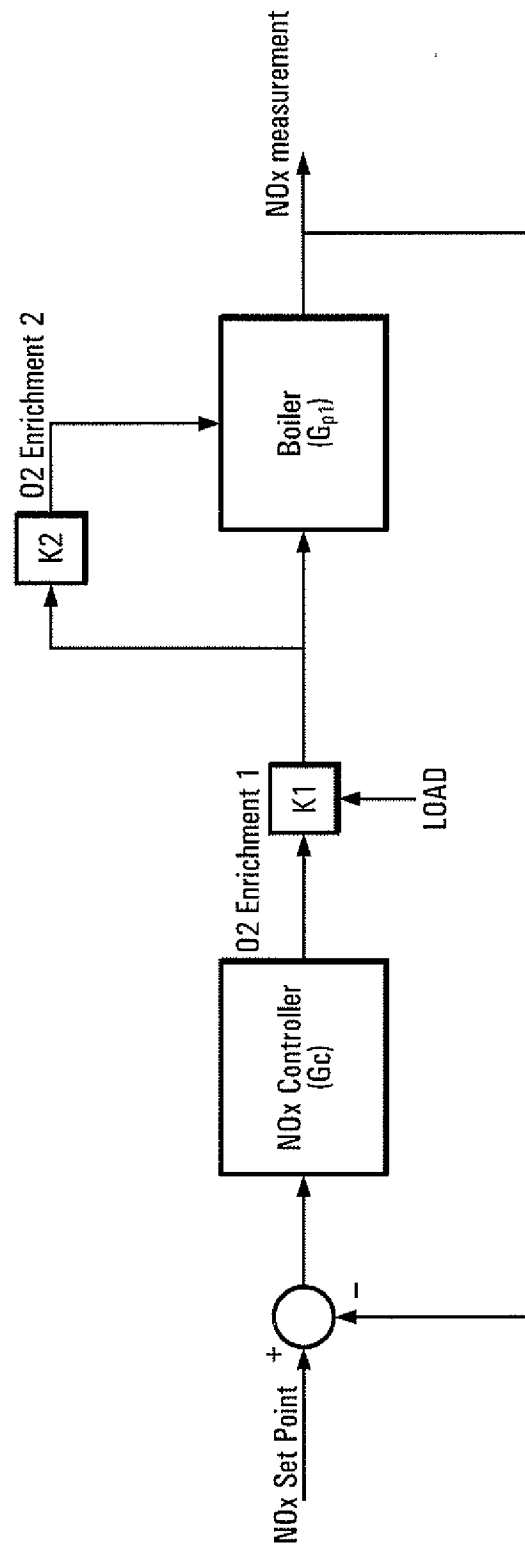 NOx Set Point
+
−
NOx Controller
(Gc)
O2 Enrichment 1
K1
LOAD
K2
O2 Enrichment 2
Boiler
(Gp1)
NOx measurement